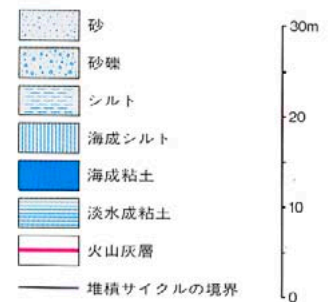 砂
砂礫
シルト
海成シルト
海成粘土
淡水成粘土
火山灰層
堆積サイクルの境界
30m
20
10
0